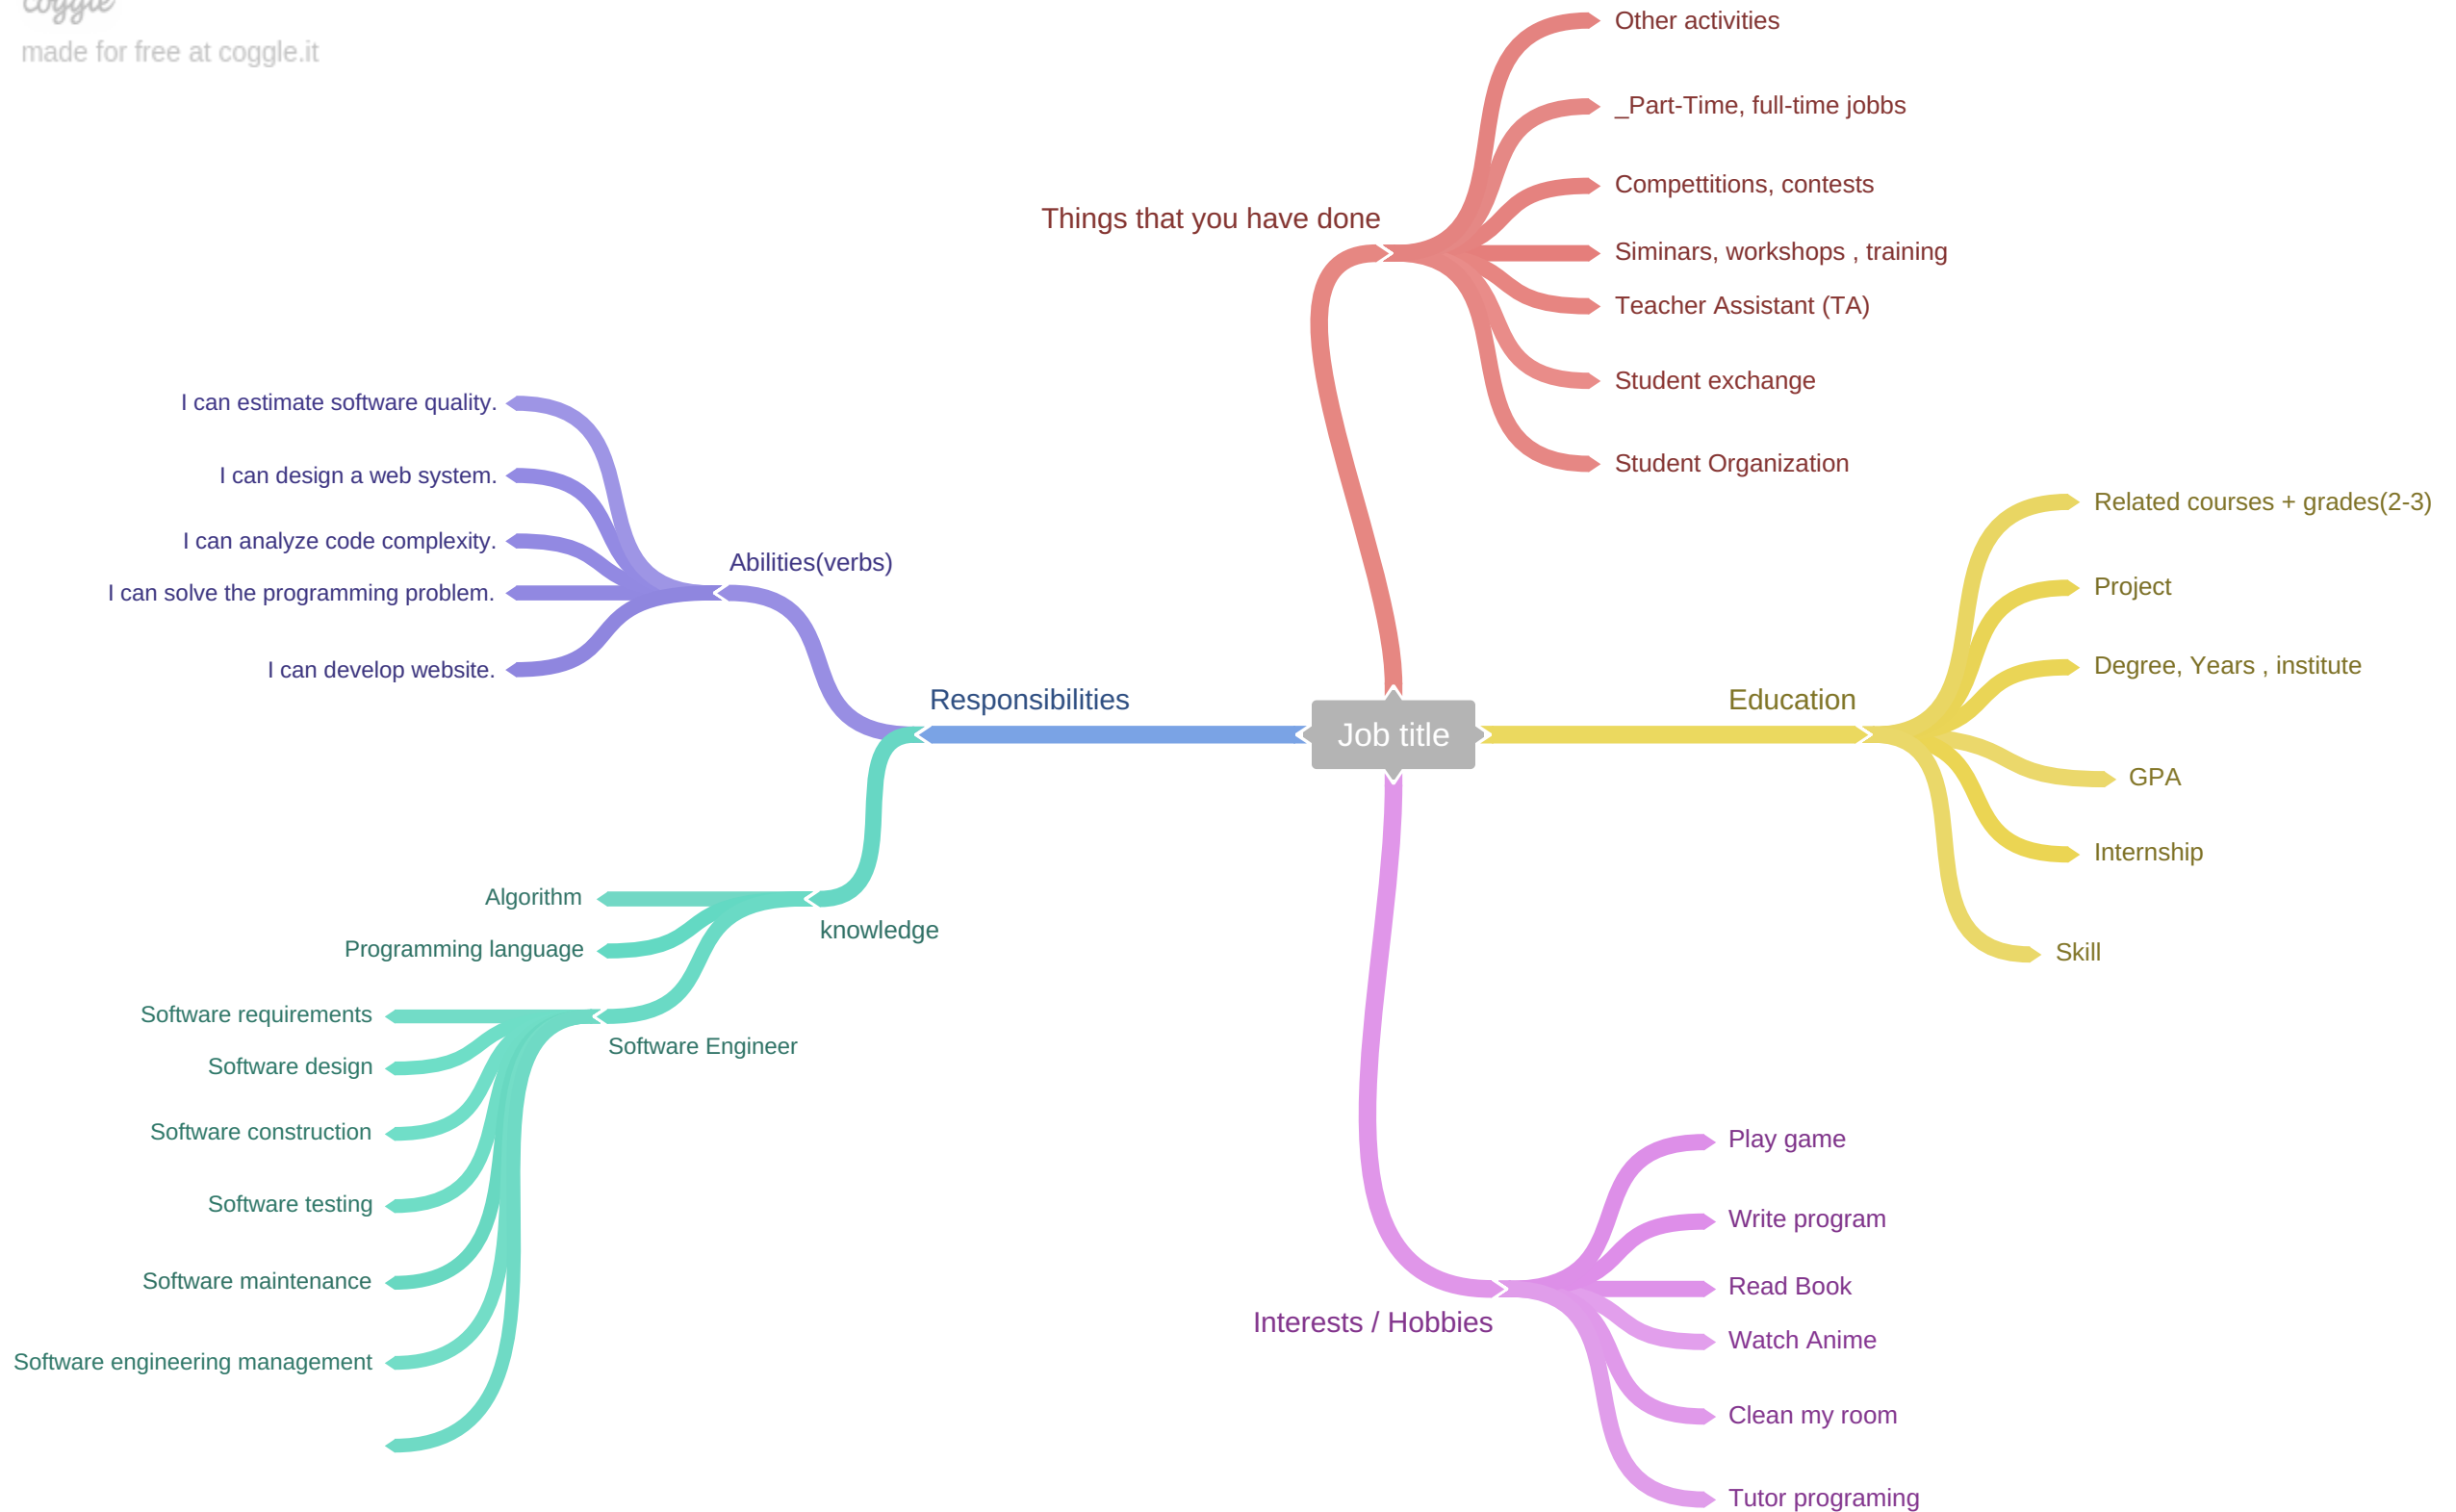 coggle
made for free at coggle.it
Job title
Things that you have done
Other activities
_Part-Time, full-time jobbs
Compettitions, contests
Siminars, workshops , training
Teacher Assistant (TA)
Student exchange
Student Organization
Education
Related courses + grades(2-3)
Project
Degree, Years , institute
GPA
Internship
Skill
Interests / Hobbies
Play game
Write program
Read Book
Watch Anime
Clean my room
Tutor programing
Responsibilities
Abilities(verbs)
I can estimate software quality.
I can design a web system.
I can analyze code complexity.
I can solve the programming problem.
I can develop website.
knowledge
Algorithm
Programming language
Software Engineer
Software requirements
Software design
Software construction
Software testing
Software maintenance
Software engineering management